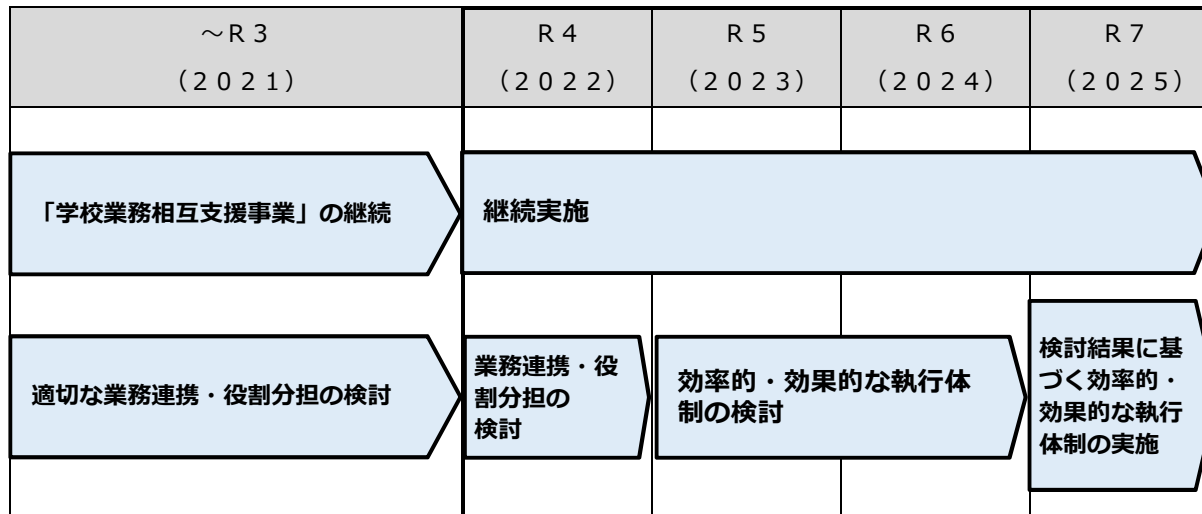 ～Ｒ３
（２０２１）
Ｒ４
（２０２２）
Ｒ５
（２０２３）
Ｒ６
（２０２４）
Ｒ７
（２０２５）
「学校業務相互支援事業」の継続
継続実施
適切な業務連携・役割分担の検討
業務連携・役
割分担の
検討
効率的・効果的な執行体
制の検討
検討結果に基
づく効率的・
効果的な執行
体制の実施